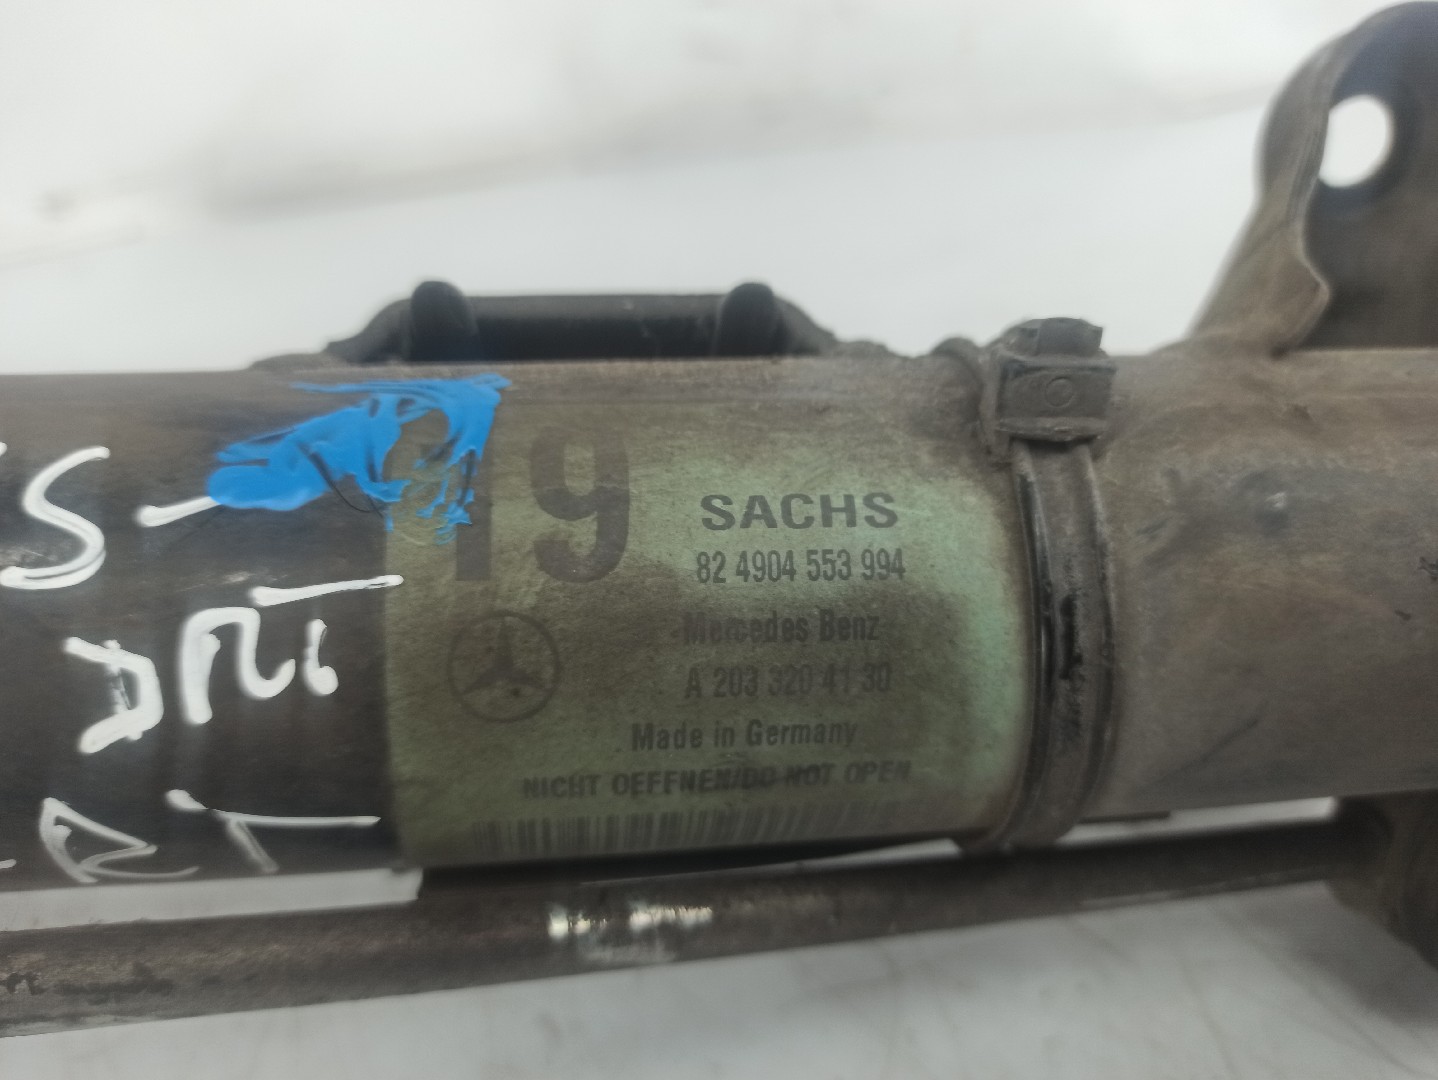 19
SACHS
82 4904 553 994
Mercedes Benz
A 203 320 41 30
Made in Germany
NICHT OEFFNEN/DO NOT OPEN